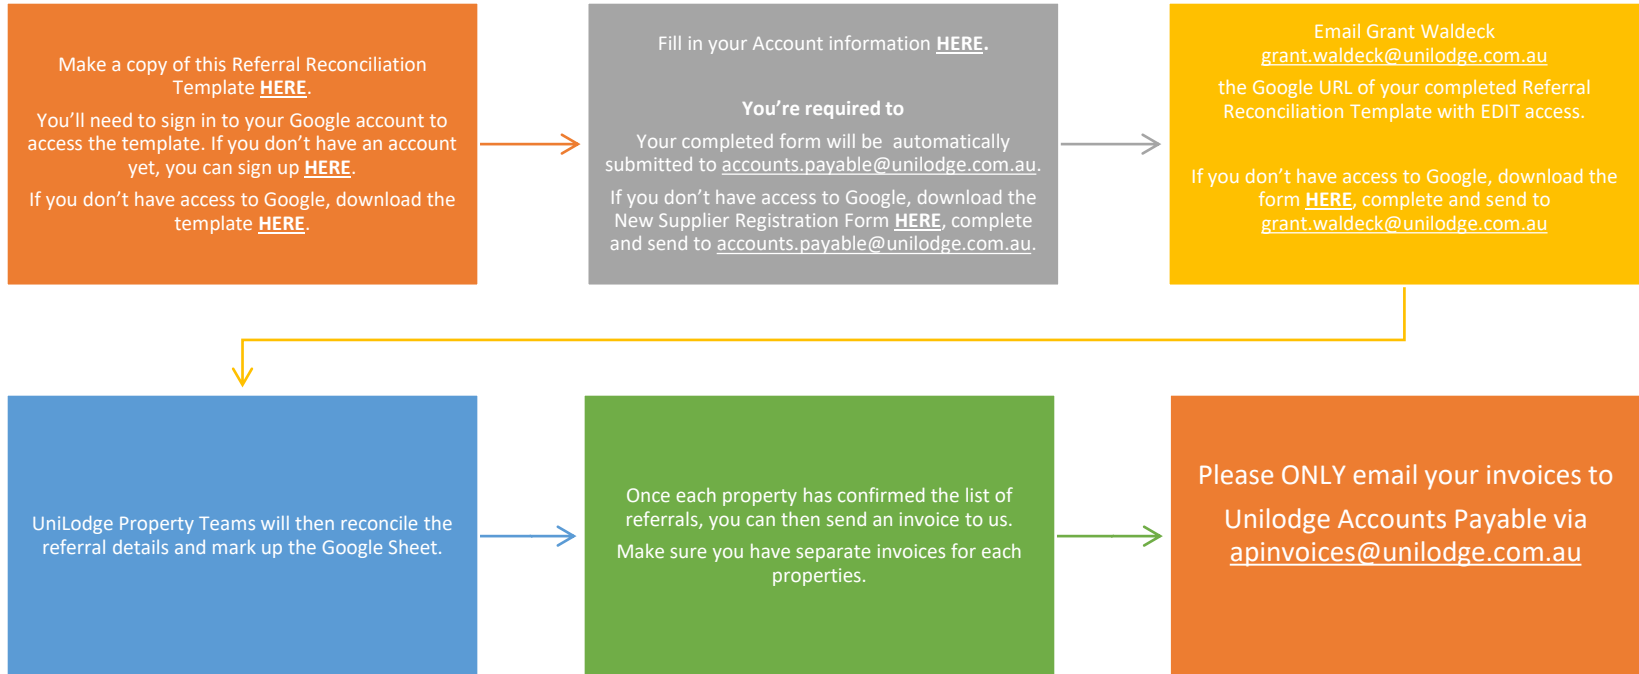 Make a copy of this Referral Reconciliation
Template HERE.
You’ll need to sign in to your Google account to
access the template. If you don’t have an account
yet, you can sign up HERE.
If you don’t have access to Google, download the
template HERE.
Fill in your Account information HERE.
You’re required to
Your completed form will be automatically
submitted to accounts.payable@unilodge.com.au.
If you don’t have access to Google, download the
New Supplier Registration Form HERE, complete
and send to accounts.payable@unilodge.com.au.
Email Grant Waldeck
grant.waldeck@unilodge.com.au
the Google URL of your completed Referral
Reconciliation Template with EDIT access.
If you don’t have access to Google, download the
form HERE, complete and send to
grant.waldeck@unilodge.com.au
UniLodge Property Teams will then reconcile the
referral details and mark up the Google Sheet.
Once each property has confirmed the list of
referrals, you can then send an invoice to us.
Make sure you have separate invoices for each
properties.
Please ONLY email your invoices to
Unilodge Accounts Payable via
apinvoices@unilodge.com.au